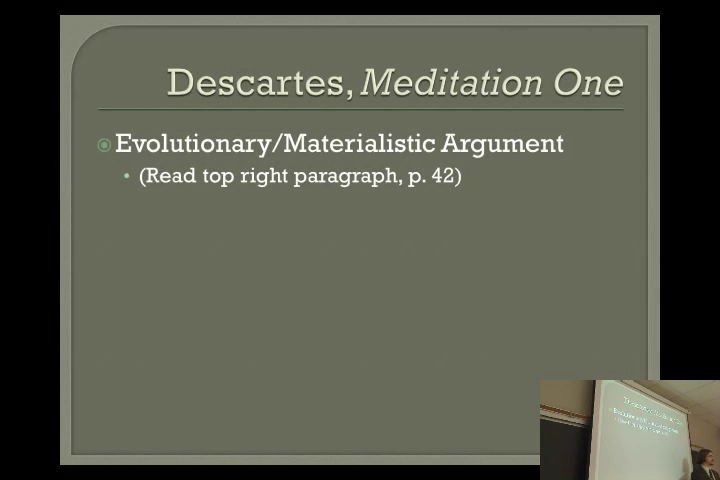 Descartes, Meditation One
Evolutionary/Materialistic Argument
(Read top right paragraph, p. 42)